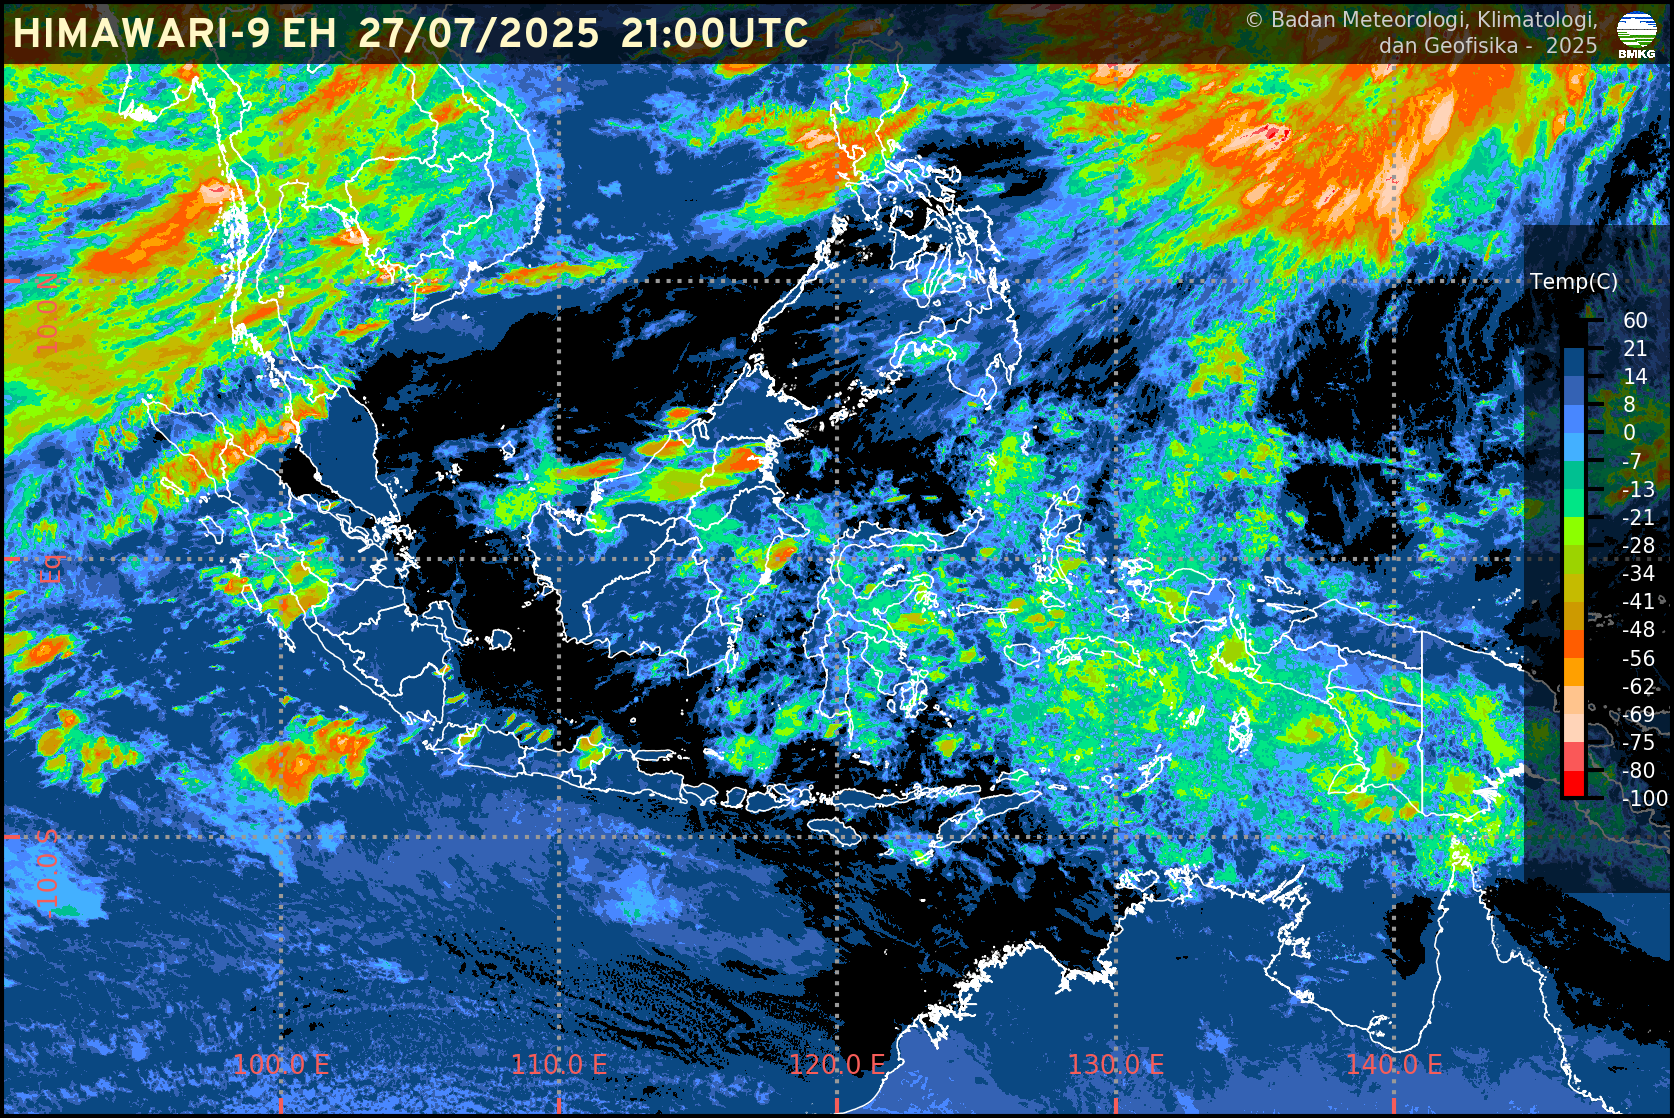 HIMAWARI-9 EH 27/07/2025 21:00UTC
© Badan Meteorologi, Klimatologi,
dan Geofisika - 2025
BMKG
Temp(C)
60
21
14
8
0
-7
-13
-21
-28
-34
-41
-48
-56
-62
-69
-75
-80
-100
10.0 N
Eq
-10.0 S
100.0 E
110.0 E
120.0 E
130.0 E
140.0 E